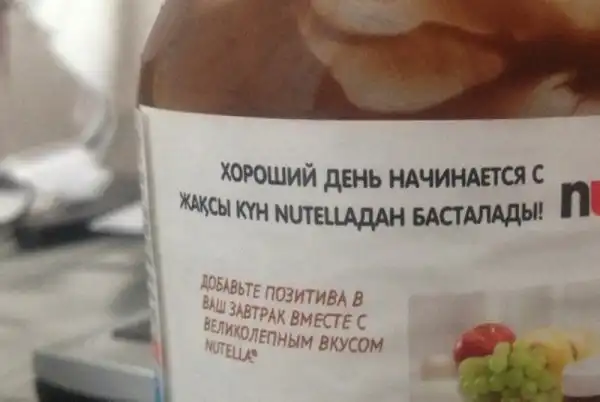 ХОРОШИЙ ДЕНЬ НАЧИНАЕТСЯ С
ЖАҚСЫ КҮН NUTELLAДАН БАСТАЛАДЫ!
n
ДОБАВЬТЕ ПОЗИТИВА В
ВАШ ЗАВТРАК ВМЕСТЕ С
ВЕЛИКОЛЕПНЫМ ВКУСОМ
NUTELLA®